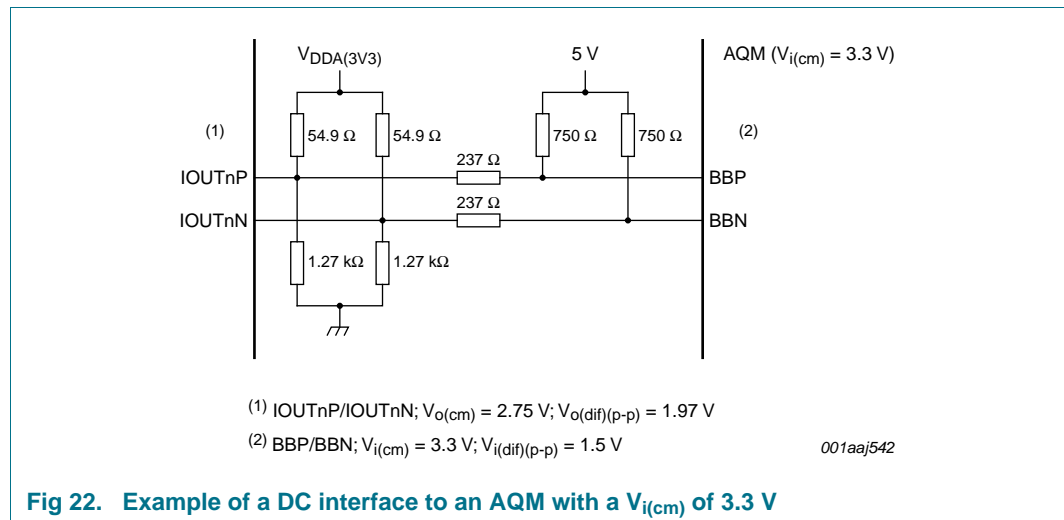 VDDA(3V3) 5 V AQM (Vi(cm) = 3.3 V)
(1) 54.9 Ω 54.9 Ω 750 Ω 750 Ω (2)
237 Ω
IOUTnP BBP
237 Ω
IOUTnN BBN
1.27 kΩ 1.27 kΩ
(1) IOUTnP/IOUTnN; Vo(cm) = 2.75 V; Vo(dif)(p-p) = 1.97 V
(2) BBP/BBN; Vi(cm) = 3.3 V; Vi(dif)(p-p) = 1.5 V 001aaj542
Fig 22. Example of a DC interface to an AQM with a Vi(cm) of 3.3 V